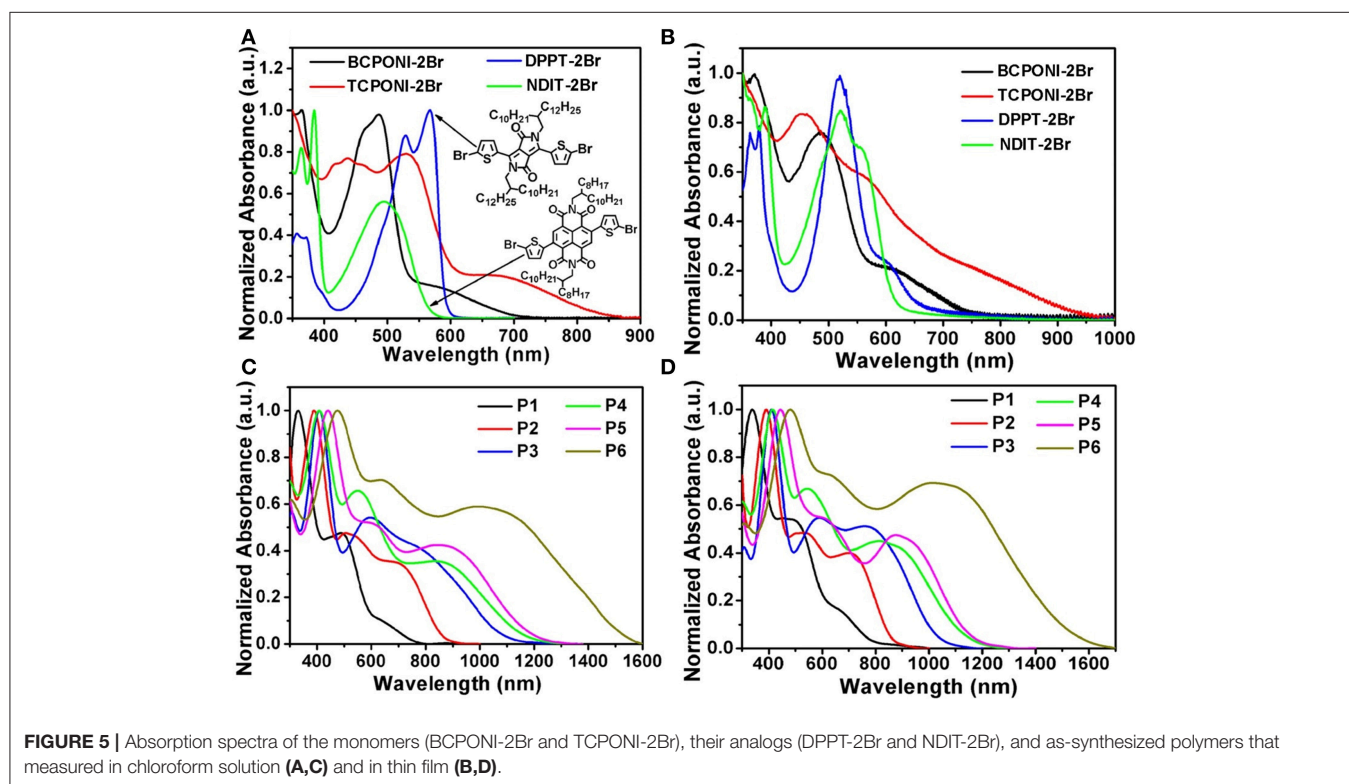 A
Normalized Absorbance (a.u.)
1.2
1.0
0.8
0.6
0.4
0.2
0.0
BCPONI-2Br
DPPT-2Br
TCPONI-2Br
NDIT-2Br
C12H25
C10H21
O
N
Br
S
S
Br
N
O
C12H25
C10H21
C8H17
C10H21
O
N
O
S
Br
Br
S
O
N
O
C10H21
C8H17
400
500
600
700
800
900
Wavelength (nm)
B
Normalized Absorbance (a.u.)
1.0
0.8
0.6
0.4
0.2
0.0
BCPONI-2Br
TCPONI-2Br
DPPT-2Br
NDIT-2Br
400
500
600
700
800
900
1000
Wavelength (nm)
C
Normalized Absorbance (a.u.)
1.0
0.8
0.6
0.4
0.2
0.0
P1
P4
P2
P5
P3
P6
400
600
800
1000
1200
1400
1600
Wavelength (nm)
D
Normalized Absorbance (a.u.)
1.0
0.8
0.6
0.4
0.2
0.0
P1
P4
P2
P5
P3
P6
400
600
800
1000
1200
1400
1600
Wavelength (nm)
FIGURE 5 | Absorption spectra of the monomers (BCPONI-2Br and TCPONI-2Br), their analogs (DPPT-2Br and NDIT-2Br), and as-synthesized polymers that
measured in chloroform solution (A,C) and in thin film (B,D).